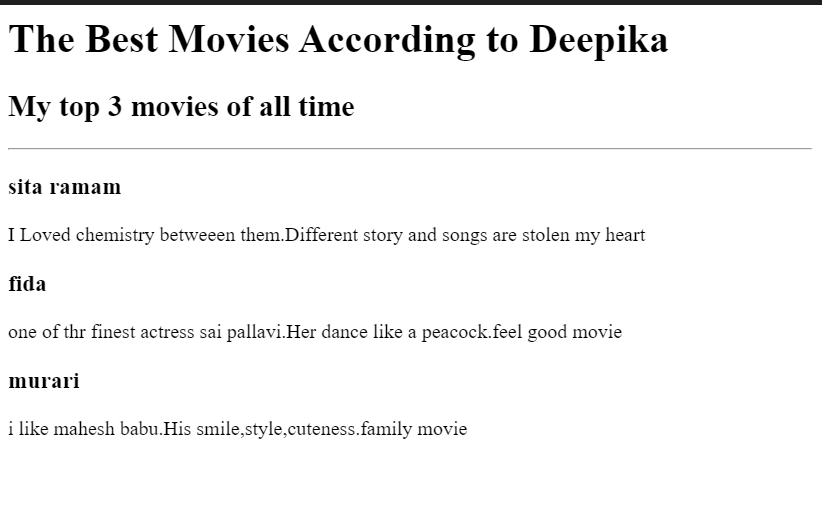 The Best Movies According to Deepika
My top 3 movies of all time
sita ramam
I Loved chemistry betweeen them.Different story and songs are stolen my heart
fida
one of thr finest actress sai pallavi.Her dance like a peacock.feel good movie
murari
i like mahesh babu.His smile,style,cuteness.family movie